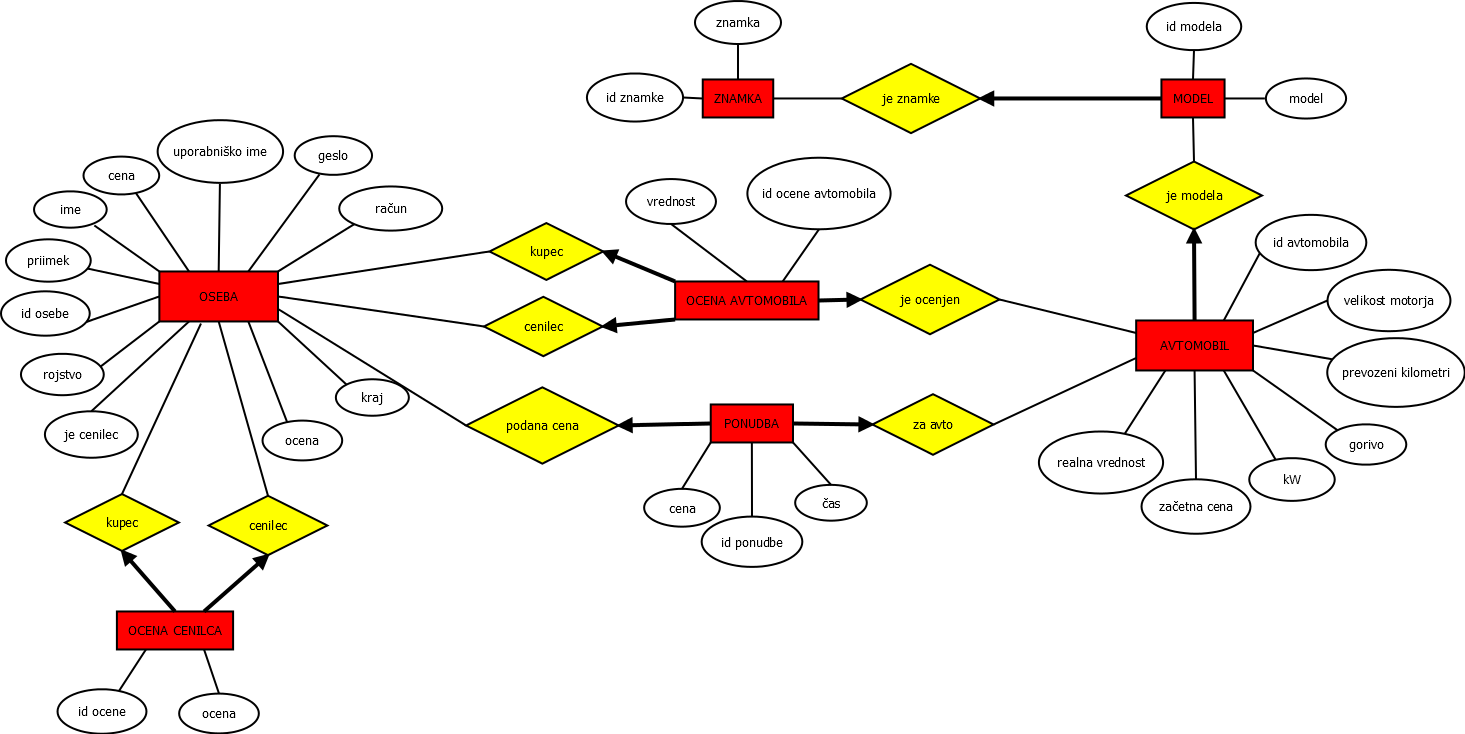 znamka
id modela
id znamke
ZNAMKA
je znamke
MODEL
model
uporabniško ime
geslo
cena
ime
račun
priimek
id osebe
OSEBA
rojstvo
je cenilec
ocena
kraj
vrednost
id ocene avtomobila
je modela
kupec
cenilec
OCENA AVTOMOBILA
je ocenjen
id avtomobila
velikost motorja
AVTOMOBIL
prevozeni kilometri
gorivo
kW
začetna cena
realna vrednost
podana cena
PONUDBA
za avto
cena
id ponudbe
čas
kupec
cenilec
OCENA CENILCA
id ocene
ocena